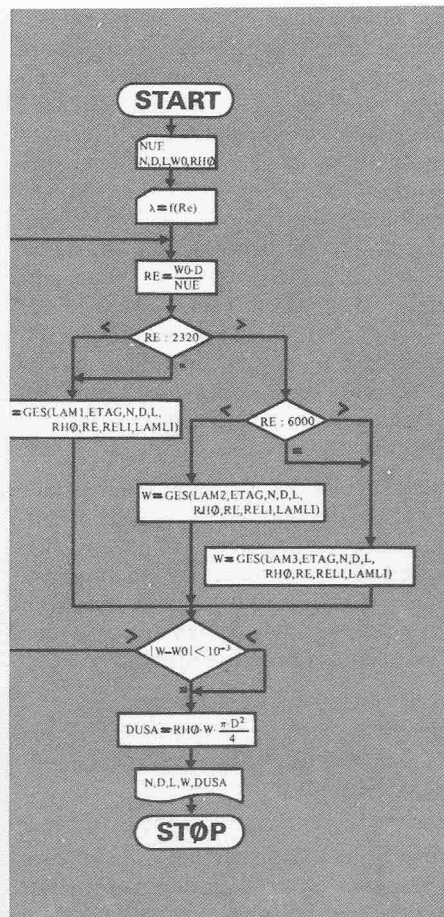 START
NUE
N,D,L,W0,RHØ
λ=f(Re)
RE=W0·D
NUE
< RE : 2320 >
=
=GES(LAM1,ETAG,N,D,L,
RHØ,RE,RELI,LAMLI)
< RE : 6000 >
=
W=GES(LAM2,ETAG,N,D,L,
RHØ,RE,RELI,LAMLI)
W=GES(LAM3,ETAG,N,D,L,
RHØ,RE,RELI,LAMLI)
> |W–W0|<10⁻³ <
=
DUSA=RHØ·W·π·D²
4
N,D,L,W,DUSA
STØP